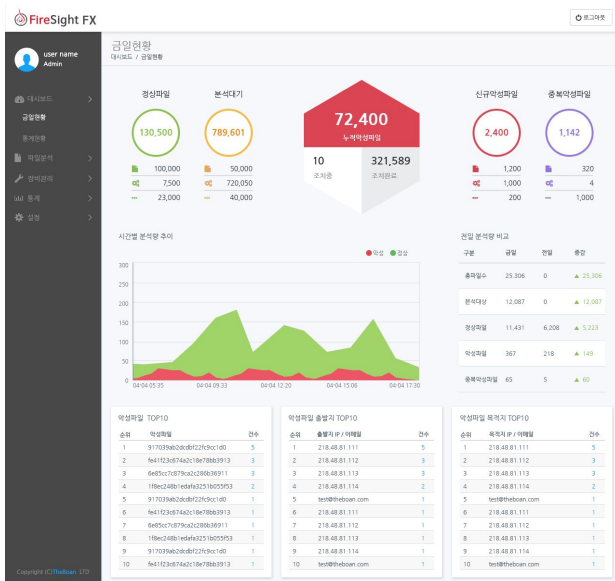 FireSight FX
로그아웃
user name
Admin
대시보드
금일현황
통계현황
파일분석
장비관리
통계
설정
Copyright (C)TheBoan LTD
금일현황
대시보드 / 금일현황
정상파일
130,500
100,000
7,500
23,000
분석대기
789,601
50,000
720,050
40,000
72,400
누적악성파일
10
조치중
321,589
조치완료
신규악성파일
2,400
1,200
1,000
200
중복악성파일
1,142
320
4
1,000
시간별 분석량 추이
악성 정상
300
250
200
150
100
50
0
04-04 05:35 04-04 09:33 04-04 12:20 04-04 15:06 04-04 17:30
전일 분석량 비교
구분 금일 전일 증감
총파일수 25.306 0 ▲ 25,306
분석대상 12,087 0 ▲ 12,087
정상파일 11,431 6,208 ▲ 5,223
악성파일 367 218 ▲ 149
중복악성파일 65 5 ▲ 60
악성파일 TOP10
순위 악성파일 건수
1 917039ab2dcdbf22fc9cc1d0 5
2 fe41f23c674a2c18e78bb3913 3
3 6e85cc7c879ca2c286b36911 3
4 1f8ec248b1edafa3251b055f53 2
5 917039ab2dcdbf22fc9cc1d0 1
6 fe41f23c674a2c18e78bb3913 1
7 6e85cc7c879ca2c286b36911 1
8 1f8ec248b1edafa3251b055f53 1
9 917039ab2dcdbf22fc9cc1d0 1
10 fe41f23c674a2c18e78bb3913 1
악성파일 출발지 TOP10
순위 출발지 IP / 이메일 건수
1 218.48.81.111 5
2 218.48.81.112 3
3 218.48.81.113 3
4 218.48.81.114 2
5 test@theboan.com 1
6 218.48.81.111 1
7 218.48.81.112 1
8 218.48.81.113 1
9 218.48.81.114 1
10 test@theboan.com 1
악성파일 목적지 TOP10
순위 목적지 IP / 이메일 건수
1 218.48.81.111 5
2 218.48.81.112 3
3 218.48.81.113 3
4 218.48.81.114 2
5 test@theboan.com 1
6 218.48.81.111 1
7 218.48.81.112 1
8 218.48.81.113 1
9 218.48.81.114 1
10 test@theboan.com 1